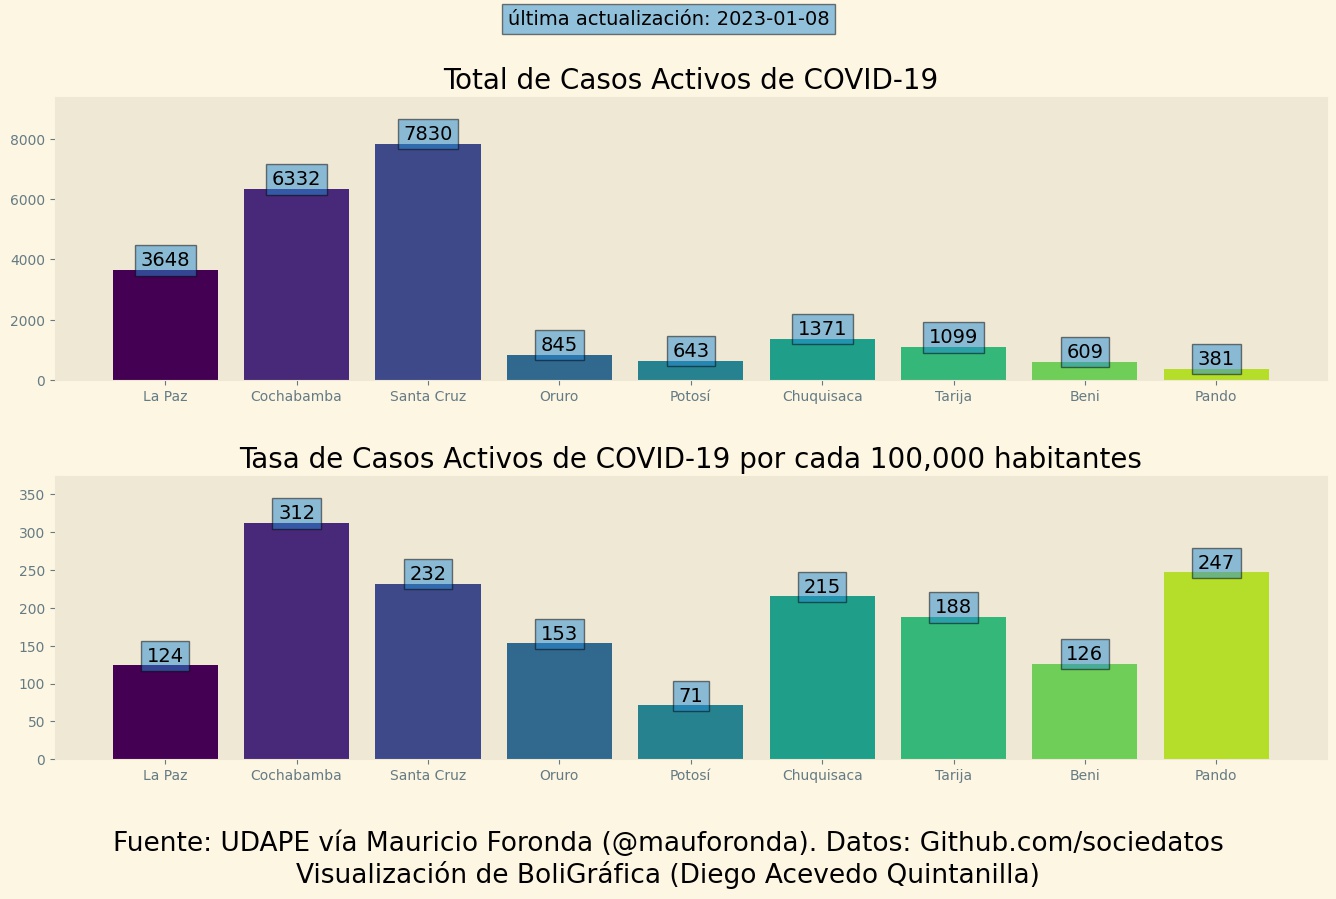 última actualización: 2023-01-08
Total de Casos Activos de COVID-19
8000
6000
4000
2000
0
3648
6332
7830
845
643
1371
1099
609
381
La Paz
Cochabamba
Santa Cruz
Oruro
Potosí
Chuquisaca
Tarija
Beni
Pando
Tasa de Casos Activos de COVID-19 por cada 100,000 habitantes
350
300
250
200
150
100
50
0
124
312
232
153
71
215
188
126
247
La Paz
Cochabamba
Santa Cruz
Oruro
Potosí
Chuquisaca
Tarija
Beni
Pando
Fuente: UDAPE vía Mauricio Foronda (@mauforonda). Datos: Github.com/sociedatos
Visualización de BoliGráfica (Diego Acevedo Quintanilla)